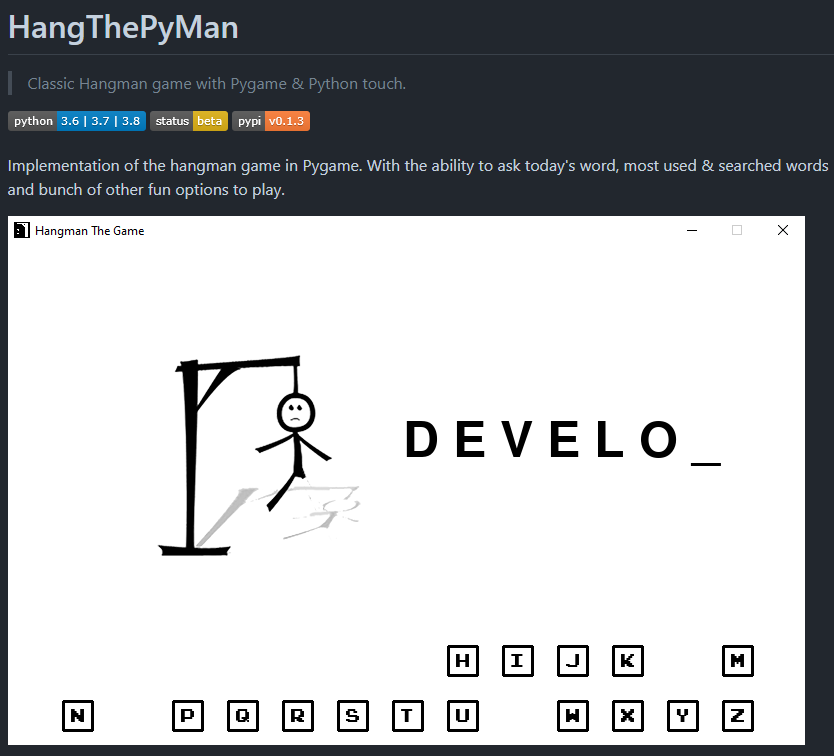 HangThePyMan
Classic Hangman game with Pygame & Python touch.
python 3.6 | 3.7 | 3.8 status beta pypi v0.1.3
Implementation of the hangman game in Pygame. With the ability to ask today's word, most used & searched words
and bunch of other fun options to play.
Hangman The Game
D E V E L O _
H I J K M
N P Q R S T U W X Y Z